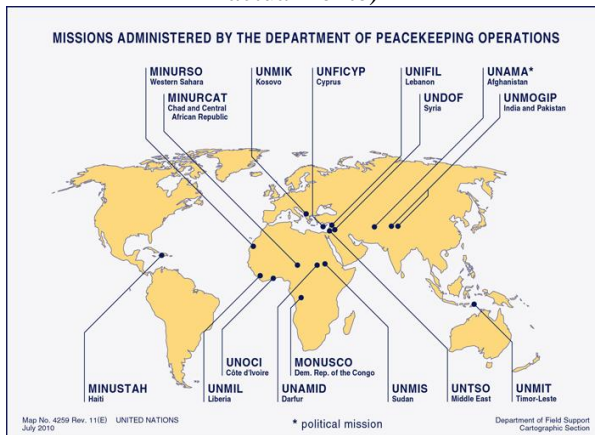 MISSIONS ADMINISTERED BY THE DEPARTMENT OF PEACEKEEPING OPERATIONS
MINURSO
Western Sahara
UNMIK
Kosovo
UNFICYP
Cyprus
UNIFIL
Lebanon
UNAMA*
Afghanistan
MINURCAT
Chad and Central
African Republic
UNDOF
Syria
UNMOGIP
India and Pakistan
UNOCI
Côte d'Ivoire
MONUSCO
Dem. Rep. of the Congo
MINUSTAH
Haiti
UNMIL
Liberia
UNAMID
Darfur
UNMIS
Sudan
UNTSO
Middle East
UNMIT
Timor-Leste
Map No. 4259 Rev. 11(E) UNITED NATIONS
July 2010
* political mission
Department of Field Support
Cartographic Section